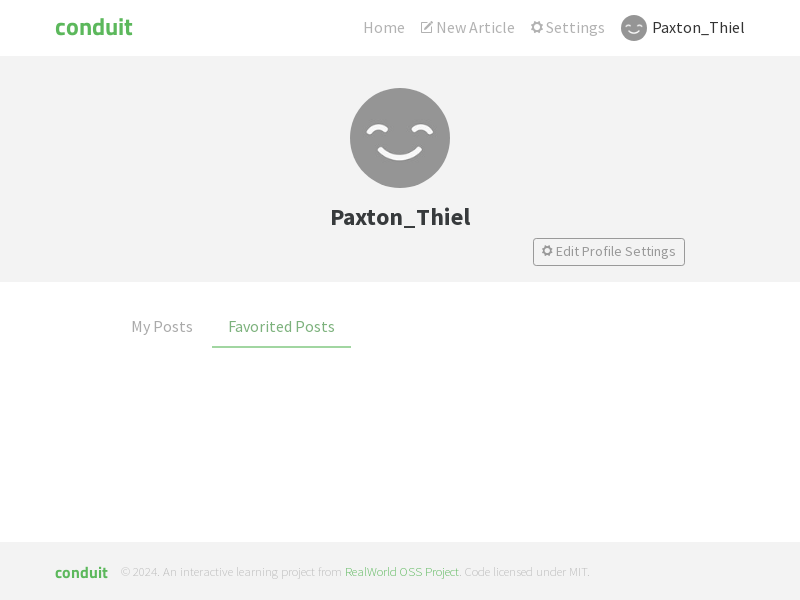 conduit
Home New Article Settings Paxton_Thiel
Paxton_Thiel
Edit Profile Settings
My Posts Favorited Posts
conduit © 2024. An interactive learning project from RealWorld OSS Project. Code licensed under MIT.